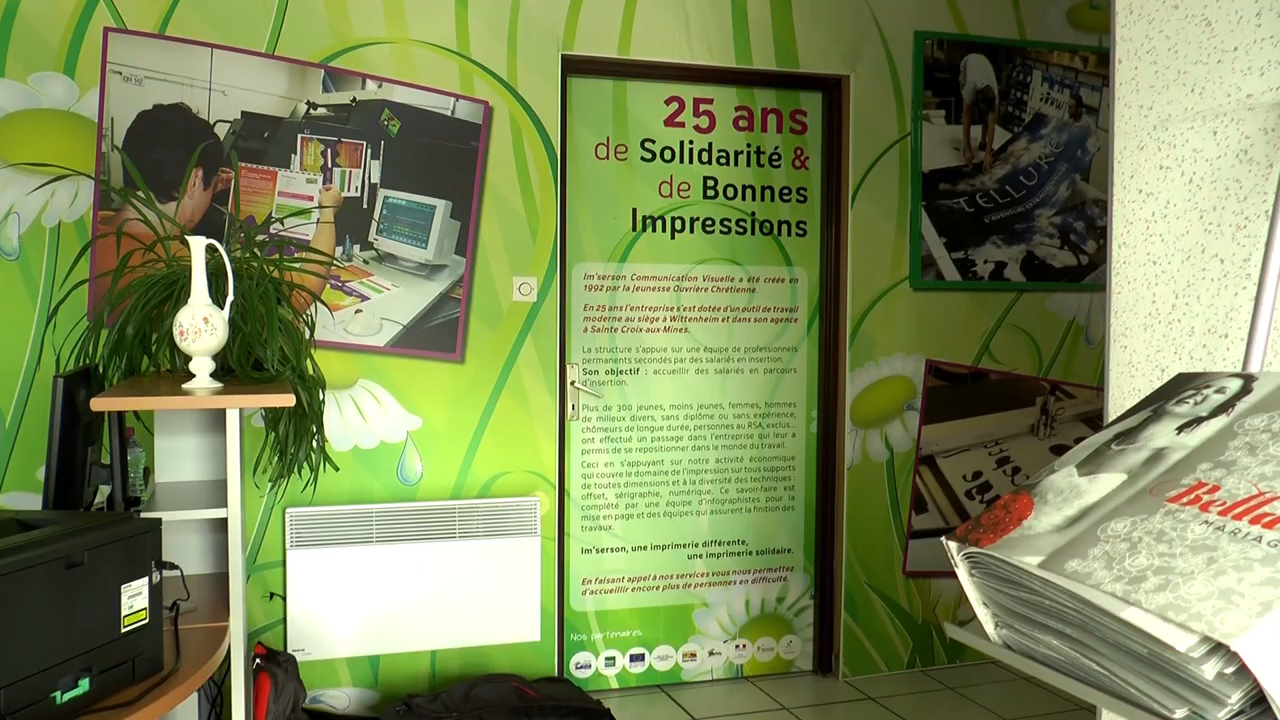 25 ans
de Solidarité &
de Bonnes
Impressions
Im'serson Communication Visuelle a été créée en
1992 par la Jeunesse Ouvrière Chrétienne.
En 25 ans l'entreprise s'est dotée d'un outil de travail
moderne au siège à Wittenheim et dans son agence
à Sainte Croix-aux-Mines.
La structure s'appuie sur une équipe de professionnels
permanents secondés par des salariés en insertion.
Son objectif : accueillir des salariés en parcours
d'insertion.
Plus de 300 jeunes, moins jeunes, femmes, hommes
de milieux divers, sans diplôme ou sans expérience,
chômeurs de longue durée, personnes au RSA, exclus...
ont effectué un passage dans l'entreprise qui leur a
permis de se repositionner dans le monde du travail.
Ceci en s'appuyant sur notre activité économique
qui couvre le domaine de l'impression sur tous supports
de toutes dimensions et à la diversité des techniques :
offset, sérigraphie, numérique. Ce savoir-faire est
complété par une équipe d'infographistes pour la
mise en page et des équipes qui assurent la finition des
travaux.
Im'serson, une imprimerie différente,
une imprimerie solidaire.
En faisant appel à nos services vous nous permettez
d'accueillir encore plus de personnes en difficulté.
Nos partenaires
TELLURE
L'AVENTURE
Bella
MARIAG